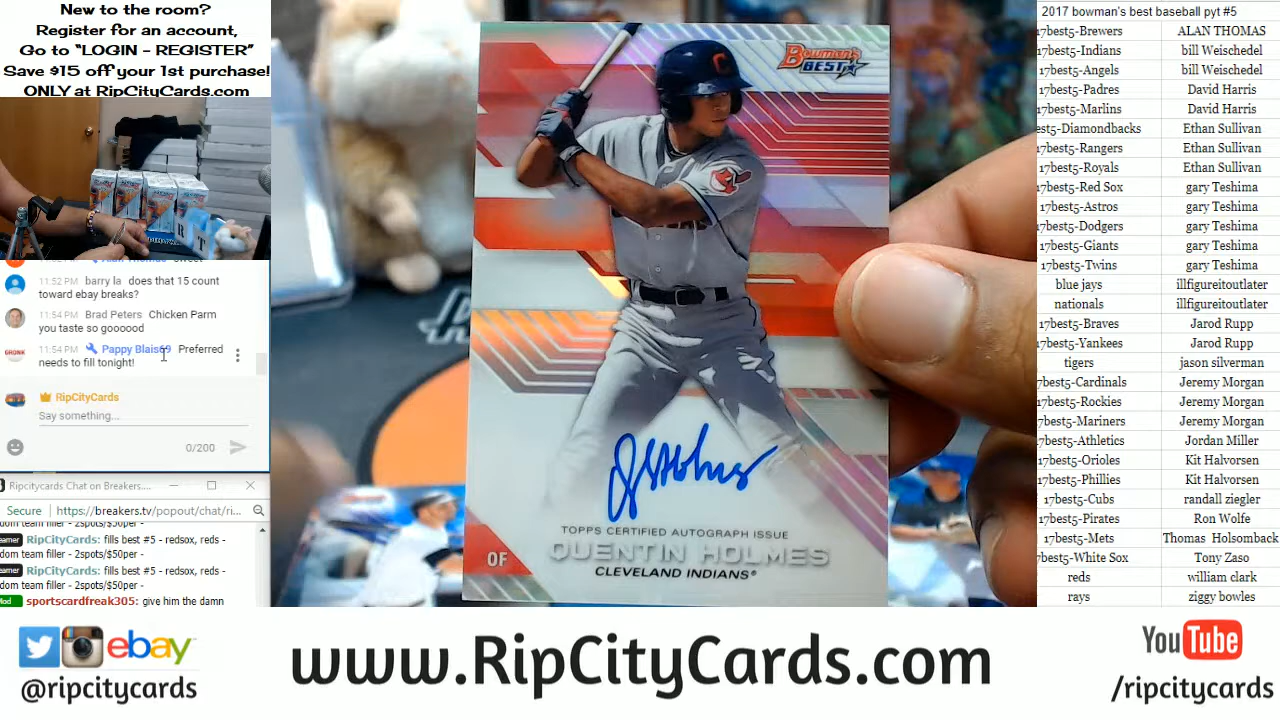 New to the room?
Register for an account,
Go to “LOGIN - REGISTER”
Save $15 off your 1st purchase!
ONLY at RipCityCards.com
11:52 PM barry la does that 15 count
toward ebay breaks?
11:54 PM Brad Peters Chicken Parm
you taste so goooood
11:54 PM Pappy Blais69 Preferred
needs to fill tonight!
RipCityCards
Say something...
0/200
Ripcitycards Chat on Breakers....
Secure https://breakers.tv/popout/chat/ri...
dom team filler - 2spots/$50per -
RipCityCards: fills best #5 - redsox, reds -
dom team filler - 2spots/$50per -
RipCityCards: fills best #5 - redsox, reds -
dom team filler - 2spots/$50per -
Mod sportscardfreak305: give him the damn
Bowman's
BEST
C
TOPPS CERTIFIED AUTOGRAPH ISSUE
OF QUENTIN HOLMES
CLEVELAND INDIANS®
2017 bowman's best baseball pyt #5
17best5-Brewers ALAN THOMAS
17best5-Indians bill Weischedel
17best5-Angels bill Weischedel
17best5-Padres David Harris
17best5-Marlins David Harris
est5-Diamondbacks Ethan Sullivan
17best5-Rangers Ethan Sullivan
17best5-Royals Ethan Sullivan
17best5-Red Sox gary Teshima
17best5-Astros gary Teshima
17best5-Dodgers gary Teshima
17best5-Giants gary Teshima
17best5-Twins gary Teshima
blue jays illfigureitoutlater
nationals illfigureitoutlater
17best5-Braves Jarod Rupp
17best5-Yankees Jarod Rupp
tigers jason silverman
7best5-Cardinals Jeremy Morgan
17best5-Rockies Jeremy Morgan
7best5-Mariners Jeremy Morgan
7best5-Athletics Jordan Miller
17best5-Orioles Kit Halvorsen
17best5-Phillies Kit Halvorsen
17best5-Cubs randall ziegler
17best5-Pirates Ron Wolfe
17best5-Mets Thomas Holsomback
7best5-White Sox Tony Zaso
reds william clark
rays ziggy bowles
ebay
@ripcitycards
www.RipCityCards.com
YouTube
/ripcitycards